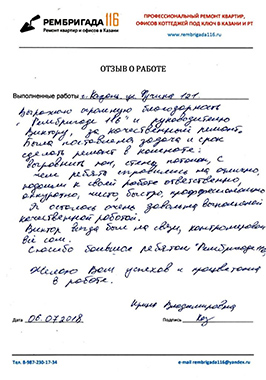 РЕМБРИГАДА116
Ремонт квартир и офисов в Казани
ПРОФЕССИОНАЛЬНЫЙ РЕМОНТ КВАРТИР,
ОФИСОВ КОТТЕДЖЕЙ ПОД КЛЮЧ В КАЗАНИ И РТ
www.rembrigada116.ru
ОТЗЫВ О РАБОТЕ
Выполненные работы г. Казань ул 121
Выражаю огромную благодарность
"Рембригаде 116" и руководителю
Виктору, за качественный ремонт.
Была поставлена задача и срок
сделать ремонт в комнате:
Выровнять пол, стены, потолок, с
чем ребята справились на отлично,
подошли к своей работе ответственно,
аккуратно, чисто, быстро, профессионально
Я осталась очень довольна выполненной
качественной работой.
Виктор всегда был на связи, контролировал
всё сам.
Спасибо большое ребятам "Рембригада 116"
Желаю Вам успехов и процветания
в работе.
Ирина Владимировна
Дата 06.07.2018 Подпись
Тел. 8-987-230-17-34
e-mail rembrigada116@yandex.ru